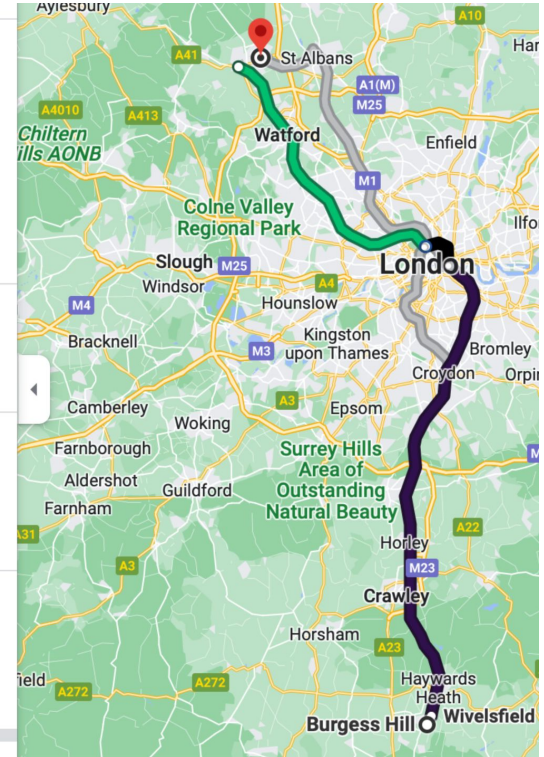 Aylesbury
A10
A41
St Albans
Har
A1(M)
M25
A4010
A413
Chiltern
ills AONB
Watford
Enfield
M1
Colne Valley
Regional Park
Ilfo
London
Slough
M25
Windsor
A4
M4
Hounslow
Bracknell
M3
Kingston
upon Thames
Bromley
Croydon
Orpin
A3
Camberley
Epsom
Woking
Farnborough
Surrey Hills
Area of
Outstanding
Natural Beauty
M
Aldershot
Guildford
Farnham
A31
A22
Horley
A3
M23
Crawley
Horsham
A23
ield
A272
A272
Haywards
Heath
Burgess Hill
Wivelsfield